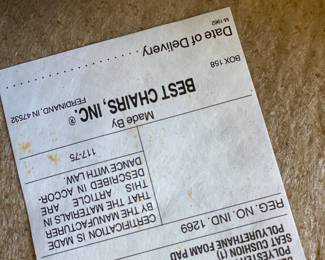 POLYURETHANE FOAM PAD
SEAT CUSHION (1)
REG. NO. IND. 1269
CERTIFICATION IS MADE
BY THE MANUFACTURER
THAT THE MATERIALS IN
THIS ARTICLE ARE
DESCRIBED IN ACCOR-
DANCE WITH LAW.
117-75
Made By
BEST CHAIRS, INC.®
BOX 158
FERDINAND, IN 47532
Date of Delivery
M-1962